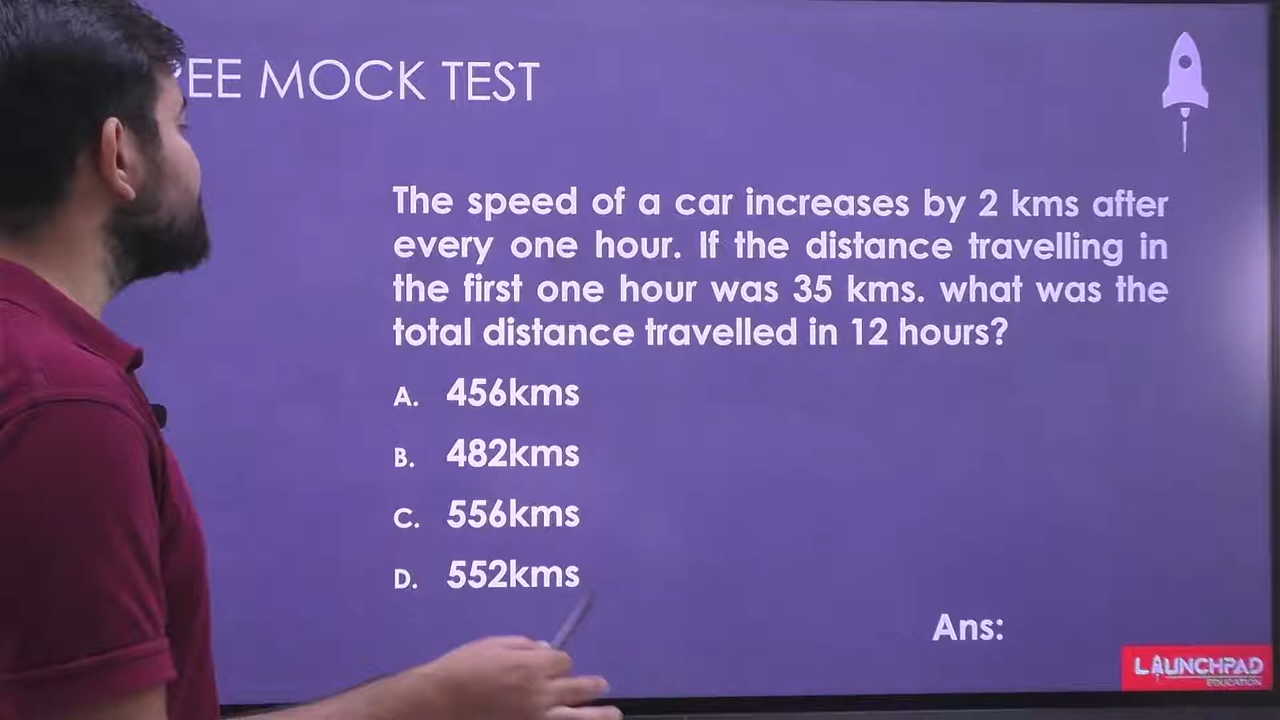 EE MOCK TEST
The speed of a car increases by 2 kms after
every one hour. If the distance travelling in
the first one hour was 35 kms. what was the
total distance travelled in 12 hours?
A. 456kms
B. 482kms
C. 556kms
D. 552kms
Ans:
LAUNCHPAD
EDUCATION